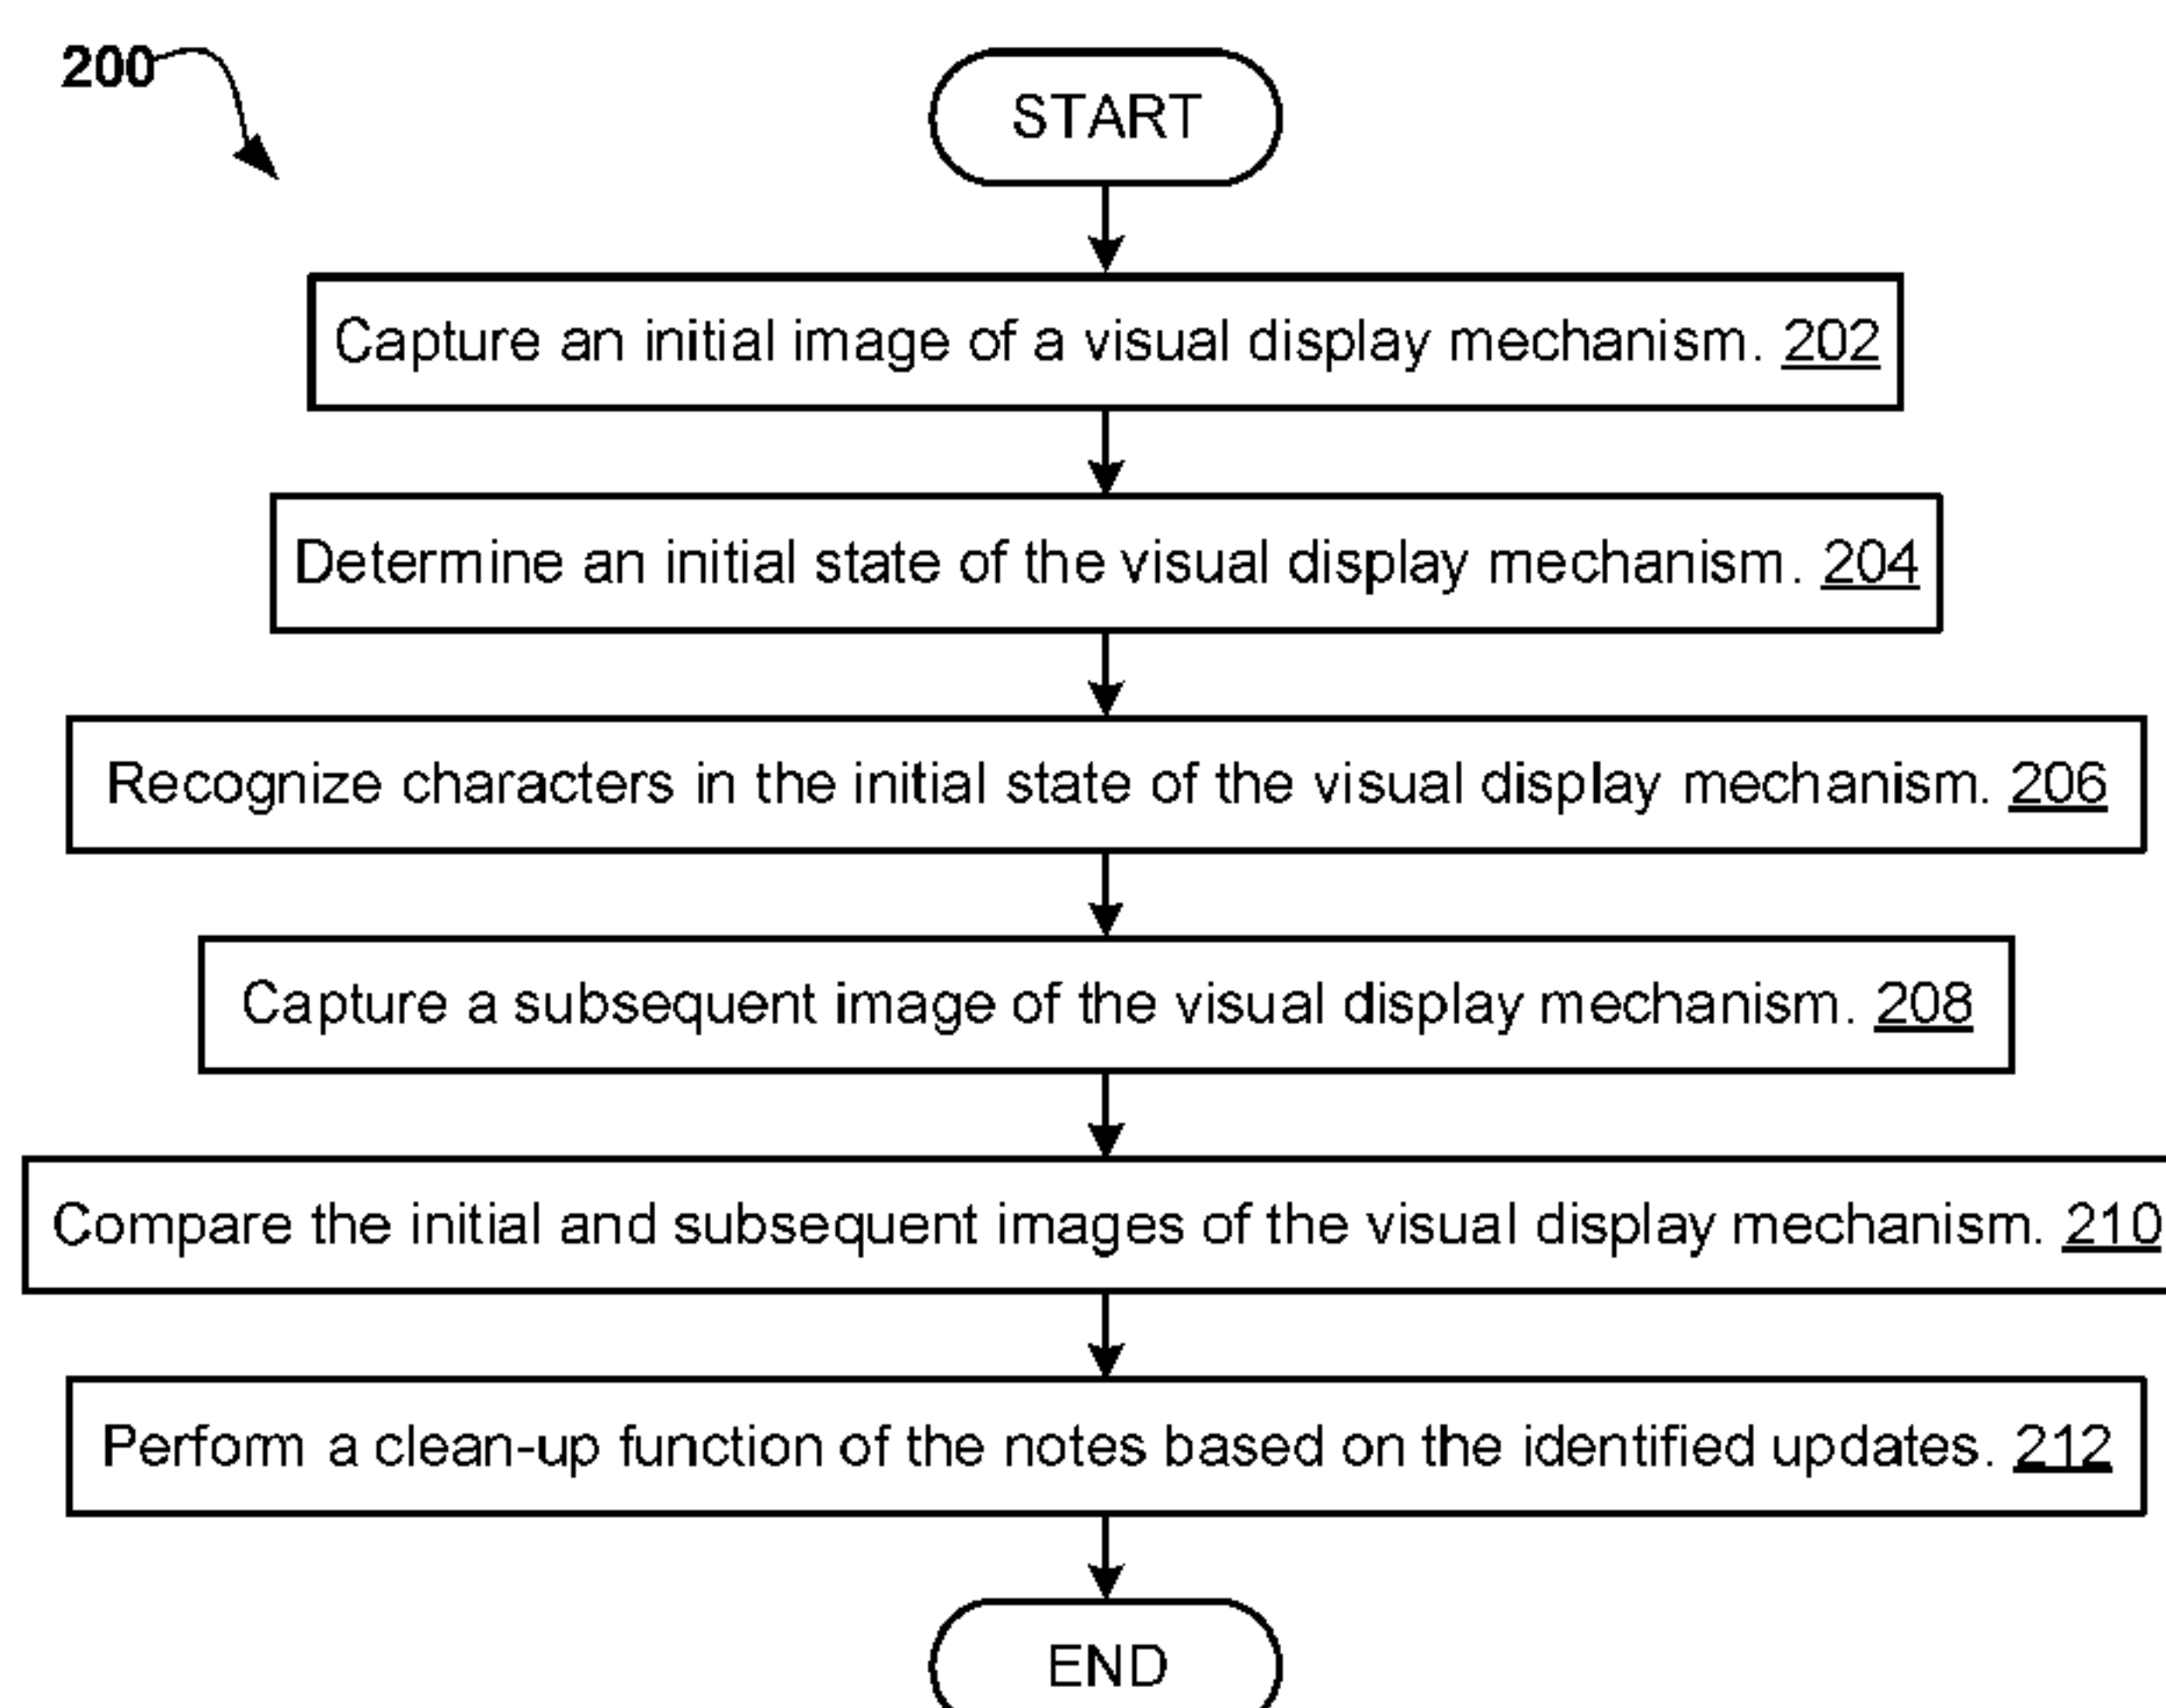 200
START
Capture an initial image of a visual display mechanism. 202
Determine an initial state of the visual display mechanism. 204
Recognize characters in the initial state of the visual display mechanism. 206
Capture a subsequent image of the visual display mechanism. 208
Compare the initial and subsequent images of the visual display mechanism. 210
Perform a clean-up function of the notes based on the identified updates. 212
END